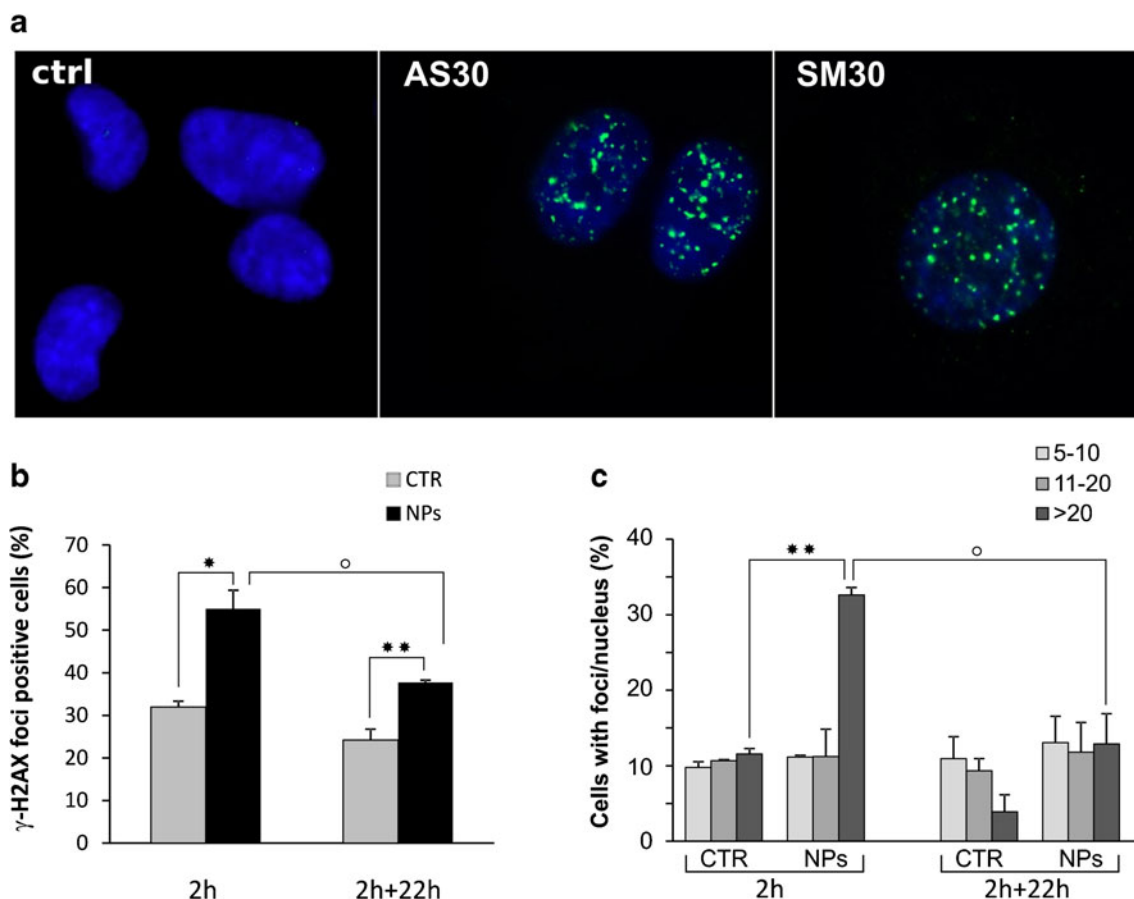 a
ctrl
AS30
SM30
b
CTR
NPs
γ-H2AX foci positive cells (%)
70
60
50
40
30
20
10
0
* 
○
**
2h
2h+22h
c
5-10
11-20
>20
Cells with foci/nucleus (%)
40
30
20
10
0
**
○
CTR NPs CTR NPs
2h 2h+22h